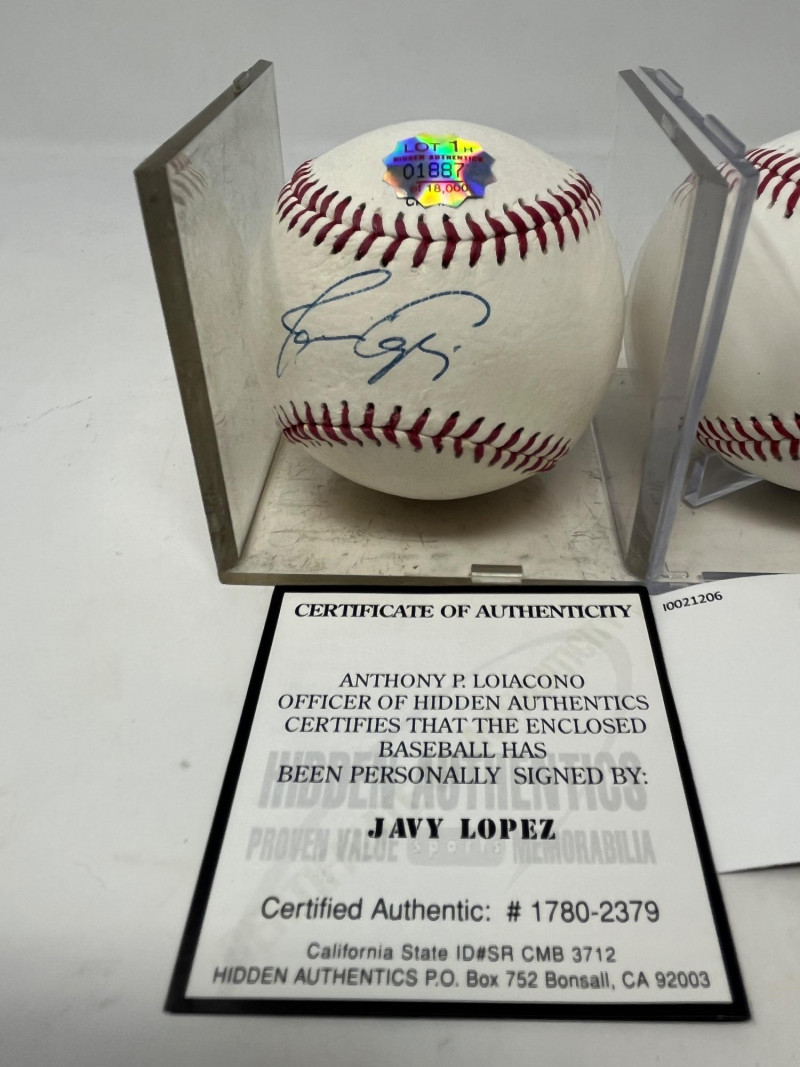 LOT 1H
HIDDEN AUTHENTICS
01887
of 18,000
I0021206
CERTIFICATE OF AUTHENTICITY
ANTHONY P. LOIACONO
OFFICER OF HIDDEN AUTHENTICS
CERTIFIES THAT THE ENCLOSED
BASEBALL HAS
BEEN PERSONALLY SIGNED BY:
HIDDEN AUTHENTICS
JAVY LOPEZ
PROVEN VALUE sports MEMORABILIA
Certified Authentic: # 1780-2379
California State ID#SR CMB 3712
HIDDEN AUTHENTICS P.O. Box 752 Bonsall, CA 92003